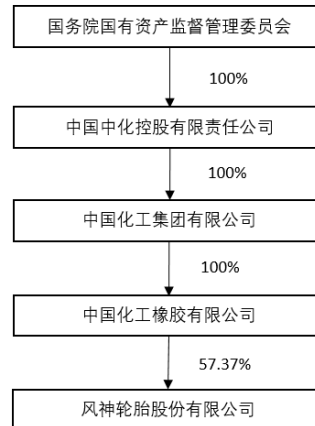 国务院国有资产监督管理委员会
100%
中国中化控股有限责任公司
100%
中国化工集团有限公司
100%
中国化工橡胶有限公司
57.37%
风神轮胎股份有限公司